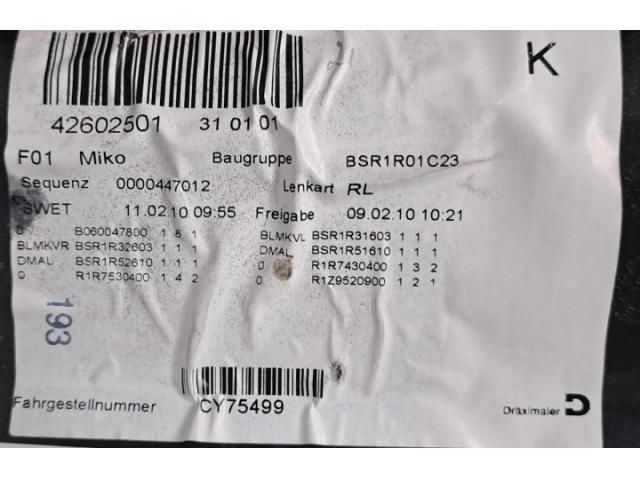 K
42602501 31 01 01
F01 Miko Baugruppe BSR1R01C23
Sequenz 0000447012 Lenkart RL
SWET 11.02.10 09:55 Freigabe 09.02.10 10:21
0 B060047800 1 8 1 BLMKVL BSR1R31603 1 1 1
BLMKVR BSR1R32603 1 1 1 DMAL BSR1R51610 1 1 1
DMAL BSR1R52610 1 1 1 0 R1R7430400 1 3 2
0 R1R7530400 1 4 2 0 R1Z9520900 1 2 1
193
Fahrgestellnummer CY75499
Dräxlmaier D